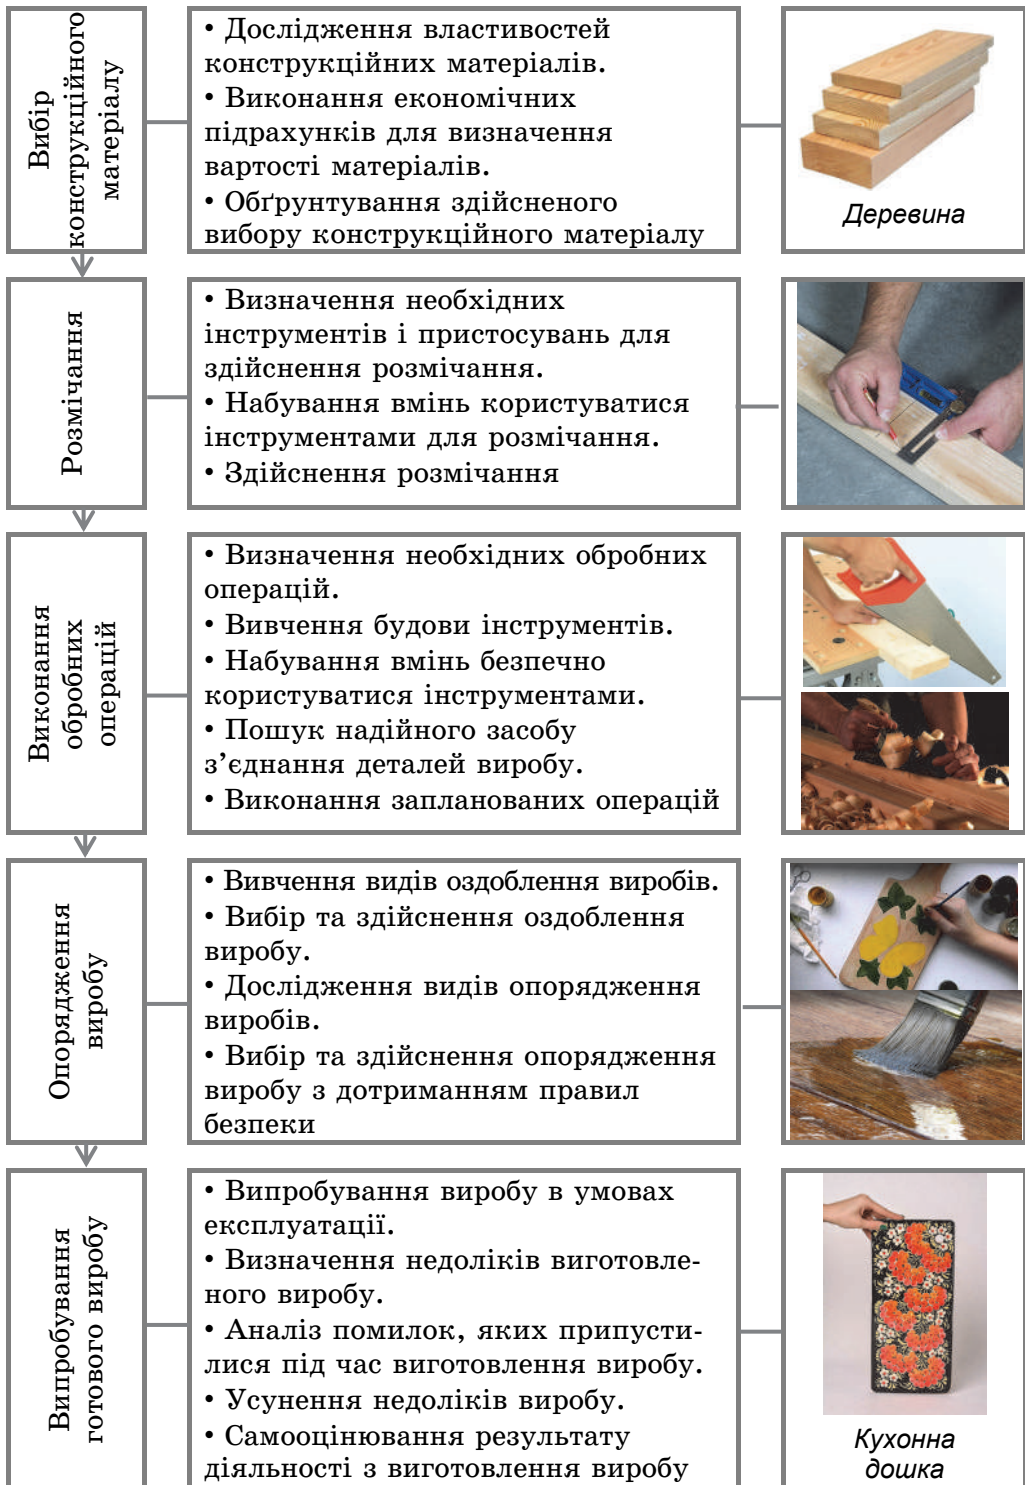 Вибір
конструкційного
матеріалу
• Дослідження властивостей
конструкційних матеріалів.
• Виконання економічних
підрахунків для визначення
вартості матеріалів.
• Обґрунтування здійсненого
вибору конструкційного матеріалу
Деревина
Розмічання
• Визначення необхідних
інструментів і пристосувань для
здійснення розмічання.
• Набування вмінь користуватися
інструментами для розмічання.
• Здійснення розмічання
Виконання
обробних
операцій
• Визначення необхідних обробних
операцій.
• Вивчення будови інструментів.
• Набування вмінь безпечно
користуватися інструментами.
• Пошук надійного засобу
з’єднання деталей виробу.
• Виконання запланованих операцій
Опорядження
виробу
• Вивчення видів оздоблення виробів.
• Вибір та здійснення оздоблення
виробу.
• Дослідження видів опорядження
виробів.
• Вибір та здійснення опорядження
виробу з дотриманням правил
безпеки
Випробування
готового виробу
• Випробування виробу в умовах
експлуатації.
• Визначення недоліків виготовле-
ного виробу.
• Аналіз помилок, яких припусти-
лися під час виготовлення виробу.
• Усунення недоліків виробу.
• Самооцінювання результату
діяльності з виготовлення виробу
Кухонна
дошка